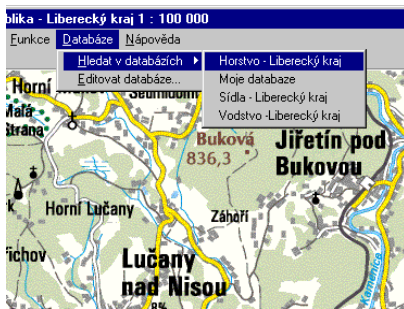 blika - Liberecký kraj 1 : 100 000
Funkce Databáze Nápověda
Hledat v databázích
Editovat databáze...
Horstvo - Liberecký kraj
Moje databaze
Sídla - Liberecký kraj
Vodstvo -Liberecký kraj
Horní
Malá
Strana
Buková
836,3
Jiřetín pod
Bukovou
Horní Lučany
Záhoří
Lučany
nad Nisou
Kamenice